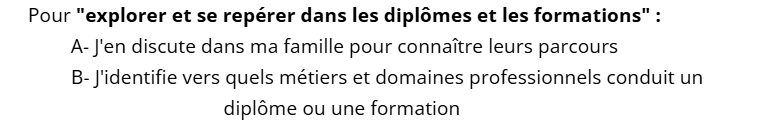 Pour "explorer et se repérer dans les diplômes et les formations" :
A- J'en discute dans ma famille pour connaître leurs parcours
B- J'identifie vers quels métiers et domaines professionnels conduit un
diplôme ou une formation